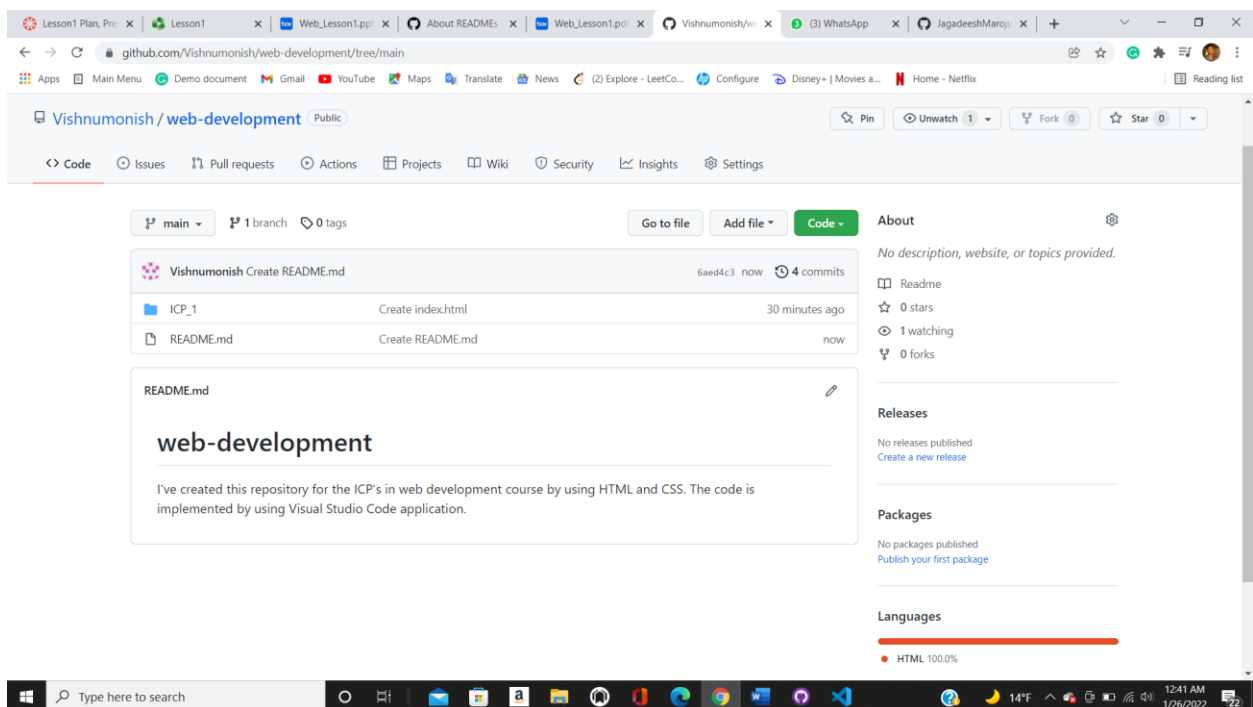 Lesson1 Plan, Pre Lesson1 Web_Lesson1.ppt About READMEs Web_Lesson1.pdf Vishnumonish/we (3) WhatsApp JagadeeshMaroju
github.com/Vishnumonish/web-development/tree/main
Apps Main Menu Demo document Gmail YouTube Maps Translate News (2) Explore - LeetCo... Configure Disney+ | Movies a... Home - Netflix Reading list
Vishnumonish / web-development Public Pin Unwatch 1 Fork 0 Star 0
<> Code Issues Pull requests Actions Projects Wiki Security Insights Settings
main 1 branch 0 tags Go to file Add file Code
Vishnumonish Create README.md 6aed4c3 now 4 commits
ICP_1 Create index.html 30 minutes ago
README.md Create README.md now
README.md
web-development
I've created this repository for the ICP's in web development course by using HTML and CSS. The code is
implemented by using Visual Studio Code application.
About
No description, website, or topics provided.
Readme
0 stars
1 watching
0 forks
Releases
No releases published
Create a new release
Packages
No packages published
Publish your first package
Languages
HTML 100.0%
Type here to search 14°F 12:41 AM
1/26/2022 22